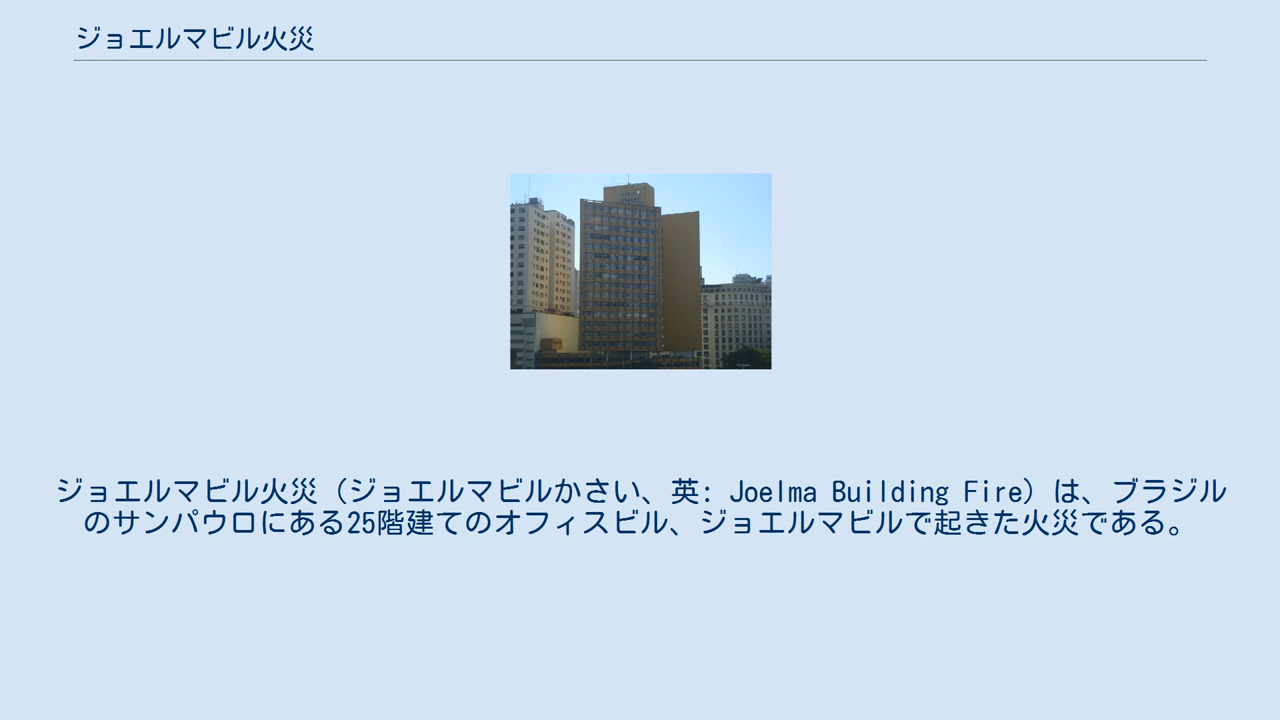 ジョエルマビル火災
ジョエルマビル火災（ジョエルマビルかさい、英: Joelma Building Fire）は、ブラジル
のサンパウロにある25階建てのオフィスビル、ジョエルマビルで起きた火災である。